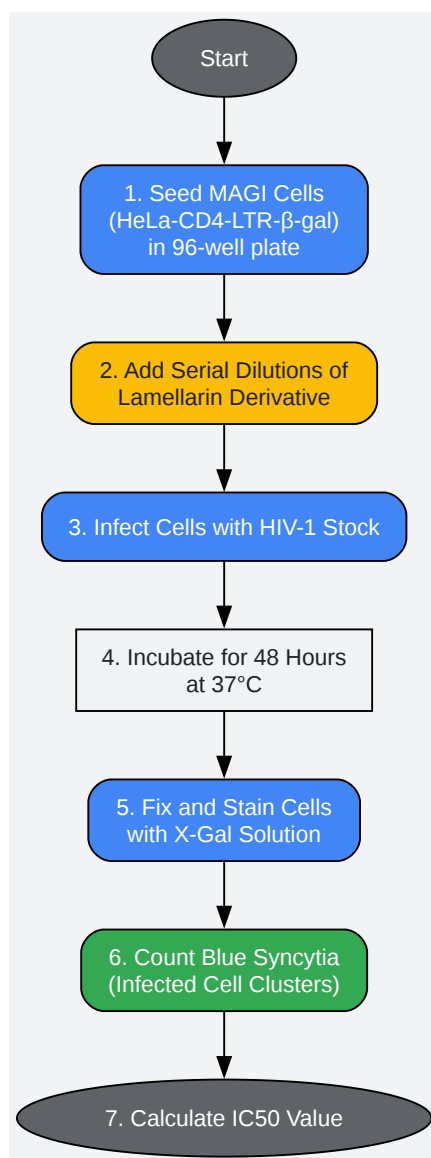 Start
1. Seed MAGI Cells
(HeLa-CD4-LTR-β-gal)
in 96-well plate
2. Add Serial Dilutions of
Lamellarin Derivative
3. Infect Cells with HIV-1 Stock
4. Incubate for 48 Hours
at 37°C
5. Fix and Stain Cells
with X-Gal Solution
6. Count Blue Syncytia
(Infected Cell Clusters)
7. Calculate IC50 Value